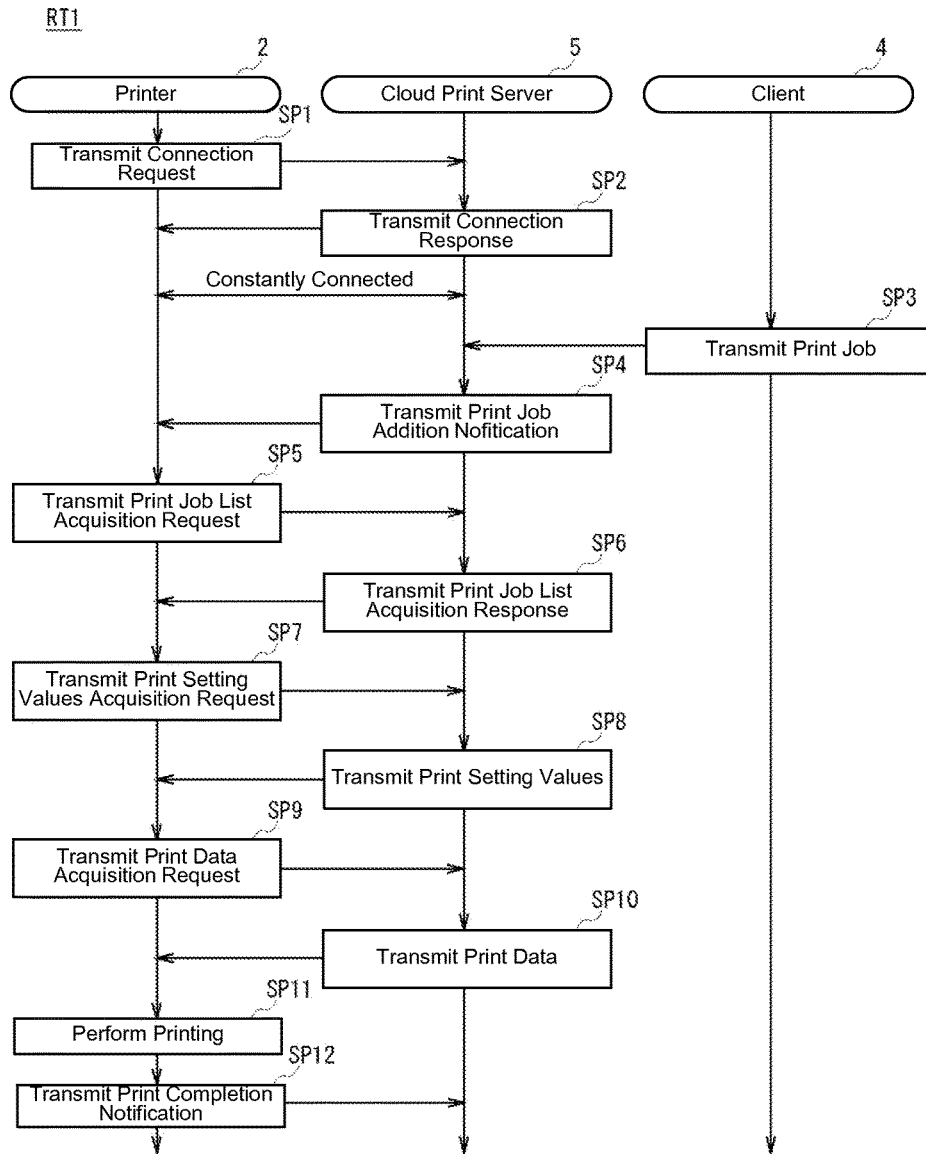 RT1
2
5
4
Printer
Cloud Print Server
Client
SP1
Transmit Connection
Request
SP2
Transmit Connection
Response
Constantly Connected
SP3
Transmit Print Job
SP4
Transmit Print Job
Addition Nofitication
SP5
Transmit Print Job List
Acquisition Request
SP6
Transmit Print Job List
Acquisition Response
SP7
Transmit Print Setting
Values Acquisition Request
SP8
Transmit Print Setting Values
SP9
Transmit Print Data
Acquisition Request
SP10
Transmit Print Data
SP11
Perform Printing
SP12
Transmit Print Completion
Notification